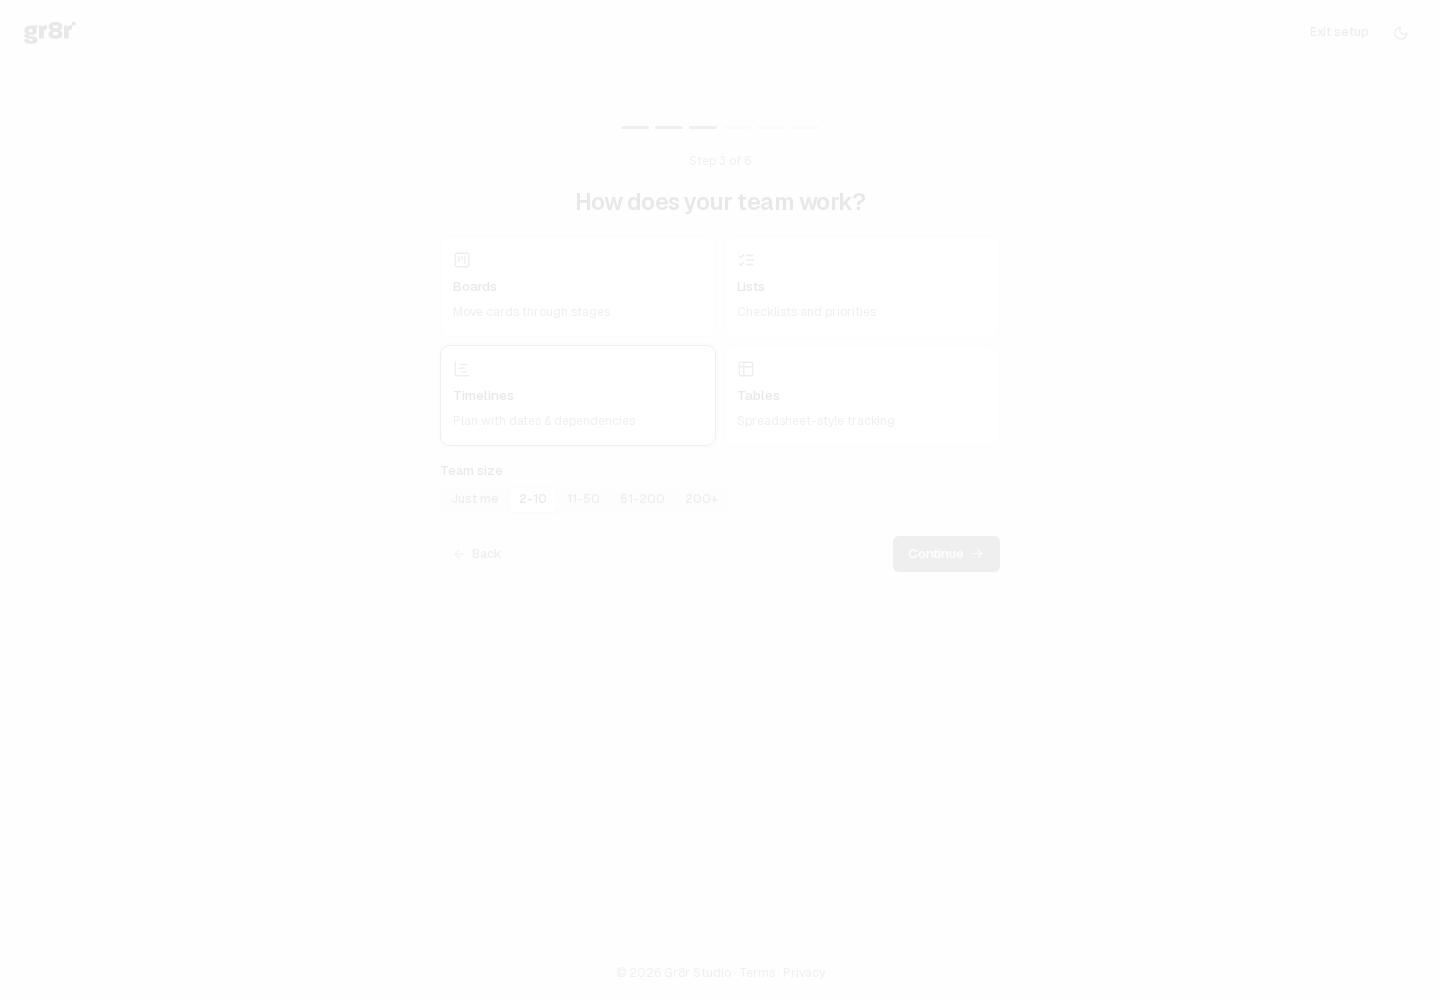 gr8r
Exit setup
Step 3 of 6
How does your team work?
Boards
Move cards through stages
Lists
Checklists and priorities
Timelines
Plan with dates & dependencies
Tables
Spreadsheet-style tracking
Team size
Just me 2-10 11-50 51-200 200+
Back
Continue
© 2026 Gr8r Studio · Terms · Privacy